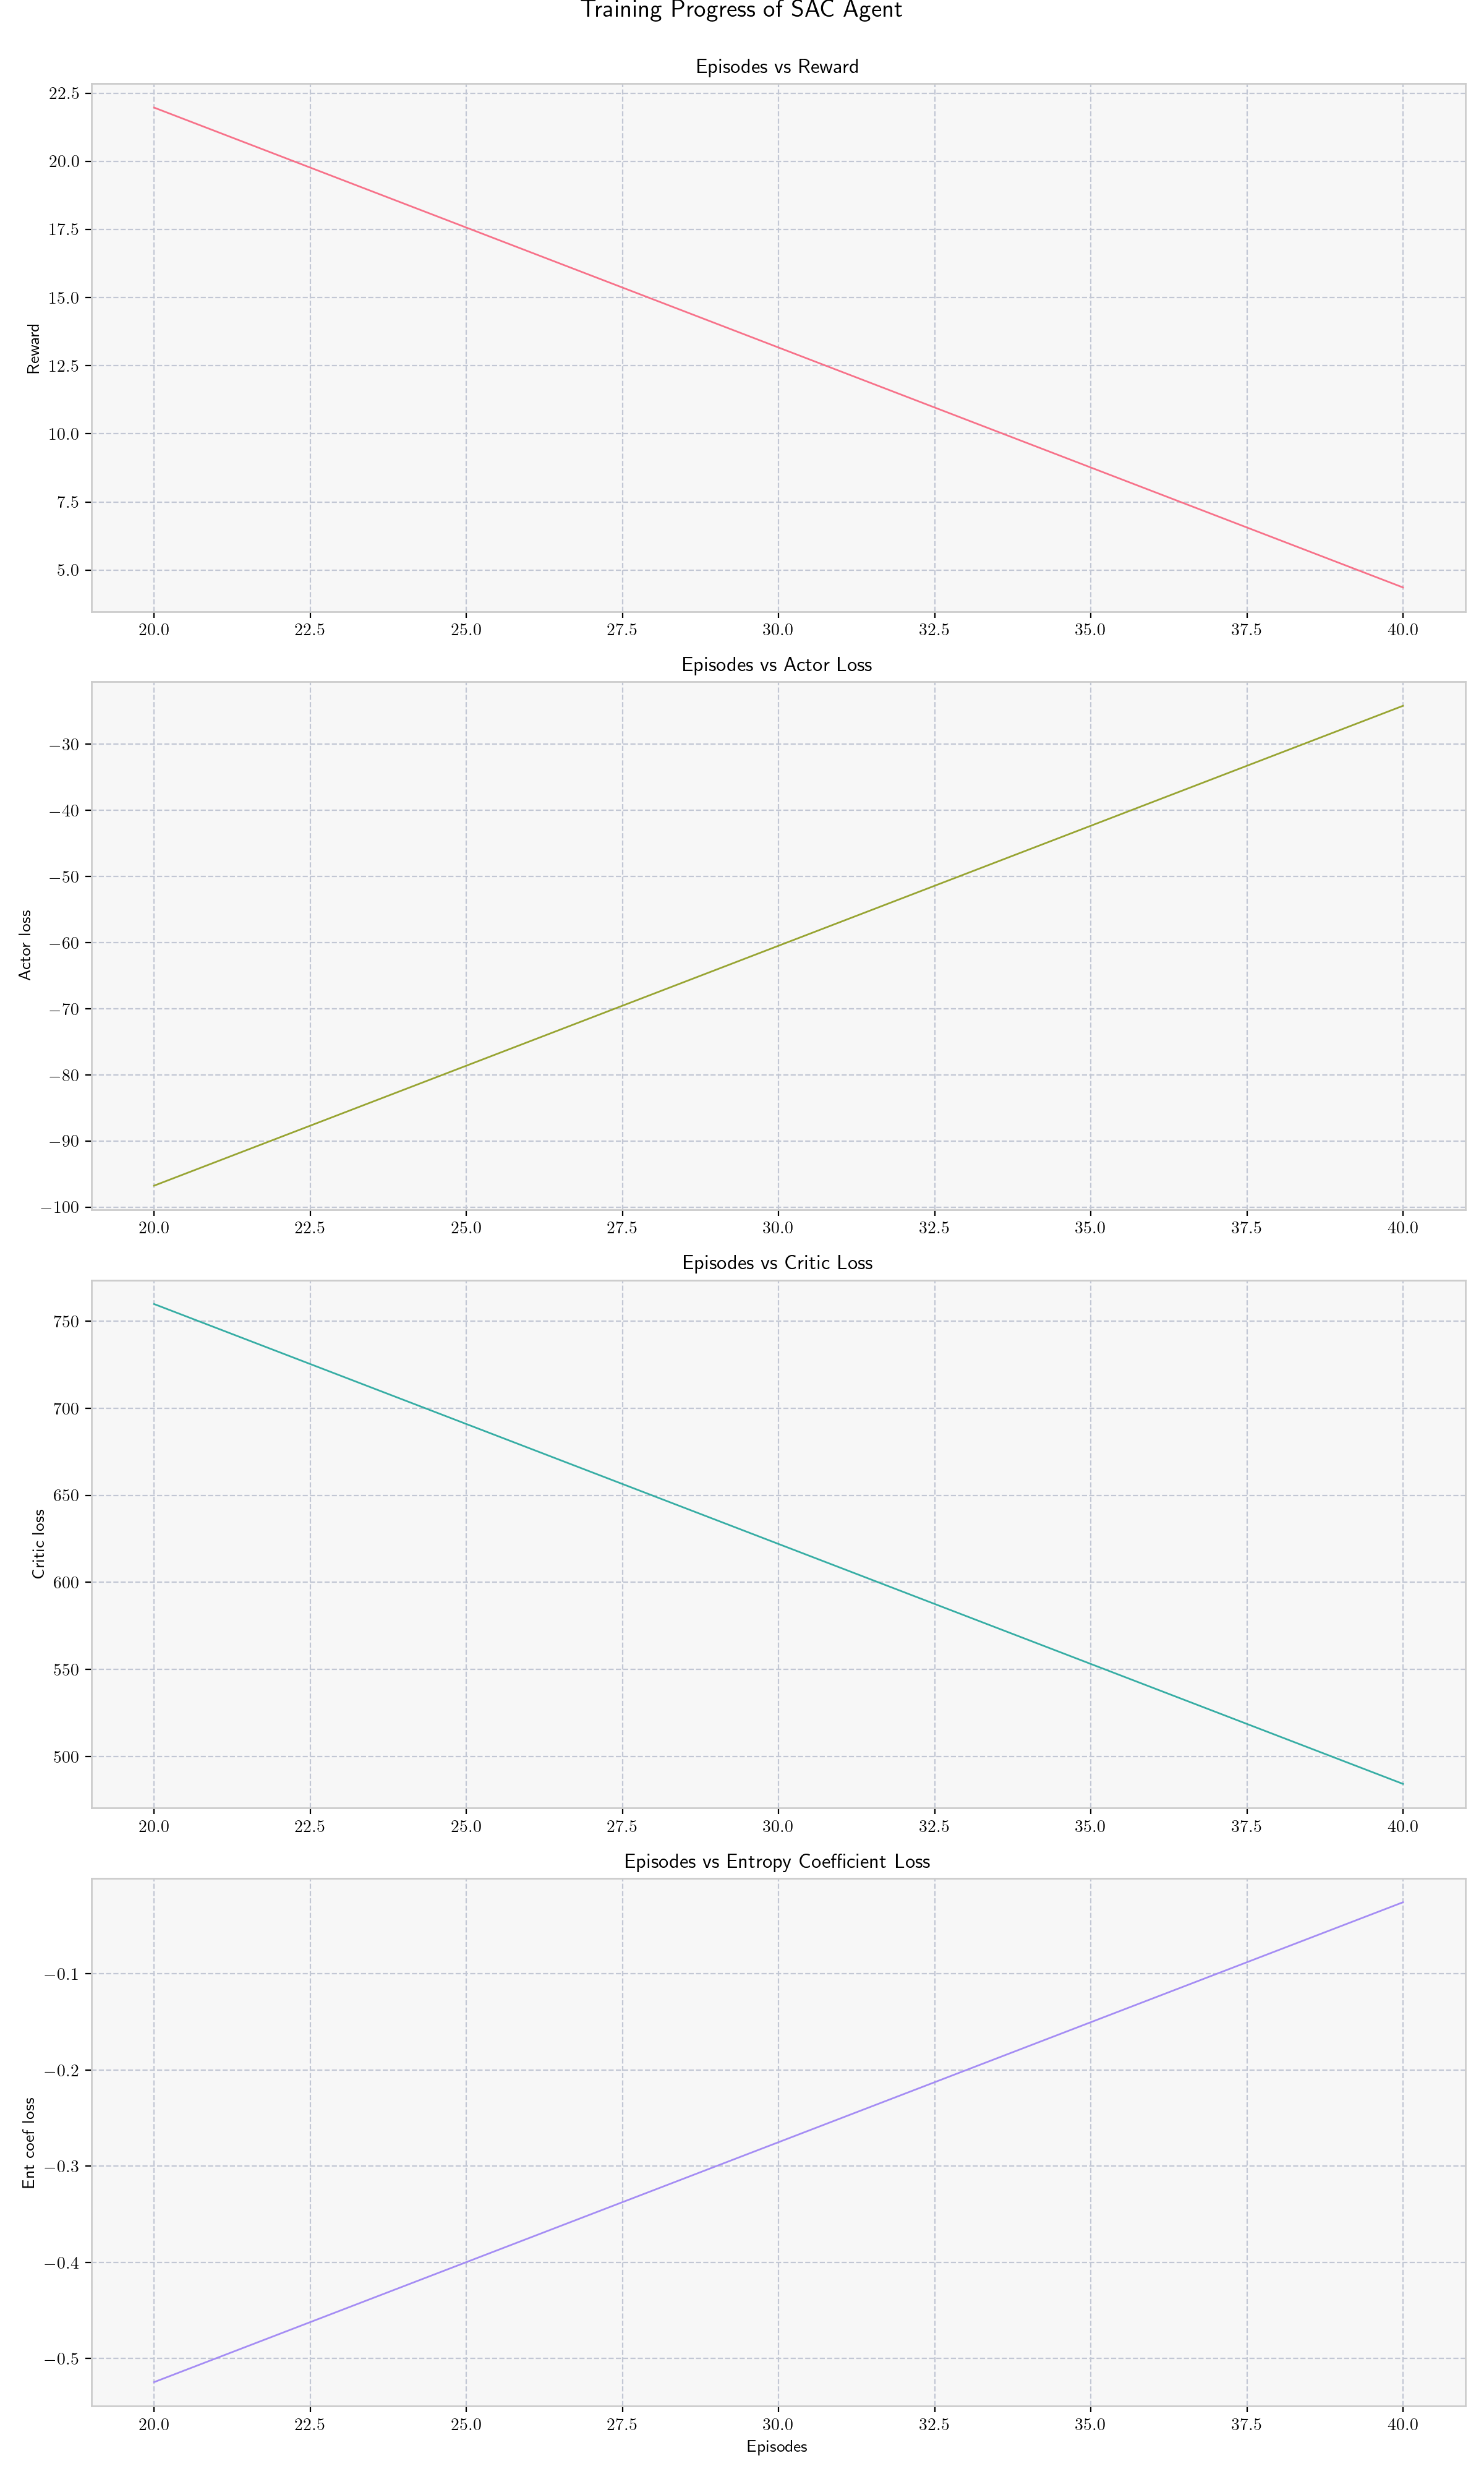 Training Progress of SAC Agent
Episodes vs Reward
22.5
20.0
17.5
15.0
12.5
10.0
7.5
5.0
Reward
20.0 22.5 25.0 27.5 30.0 32.5 35.0 37.5 40.0
Episodes vs Actor Loss
−30
−40
−50
−60
−70
−80
−90
−100
Actor loss
20.0 22.5 25.0 27.5 30.0 32.5 35.0 37.5 40.0
Episodes vs Critic Loss
750
700
650
600
550
500
Critic loss
20.0 22.5 25.0 27.5 30.0 32.5 35.0 37.5 40.0
Episodes vs Entropy Coefficient Loss
−0.1
−0.2
−0.3
−0.4
−0.5
Ent coef loss
20.0 22.5 25.0 27.5 30.0 32.5 35.0 37.5 40.0
Episodes